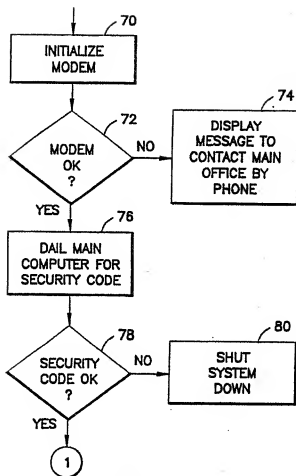 70
INITIALIZE
MODEM
72
MODEM
OK
?
NO
YES
74
DISPLAY
MESSAGE TO
CONTACT MAIN
OFFICE BY
PHONE
76
DAIL MAIN
COMPUTER FOR
SECURITY CODE
78
SECURITY
CODE OK
?
NO
YES
80
SHUT
SYSTEM
DOWN
1